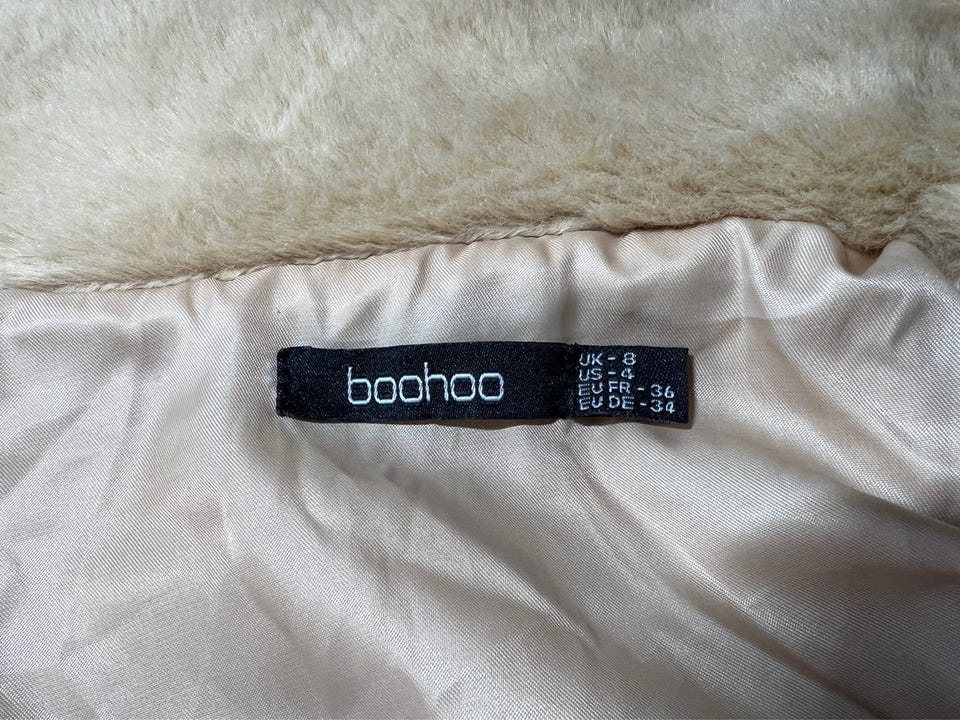 boohoo
UK - 8
US - 4
EU FR - 36
EU DE - 34